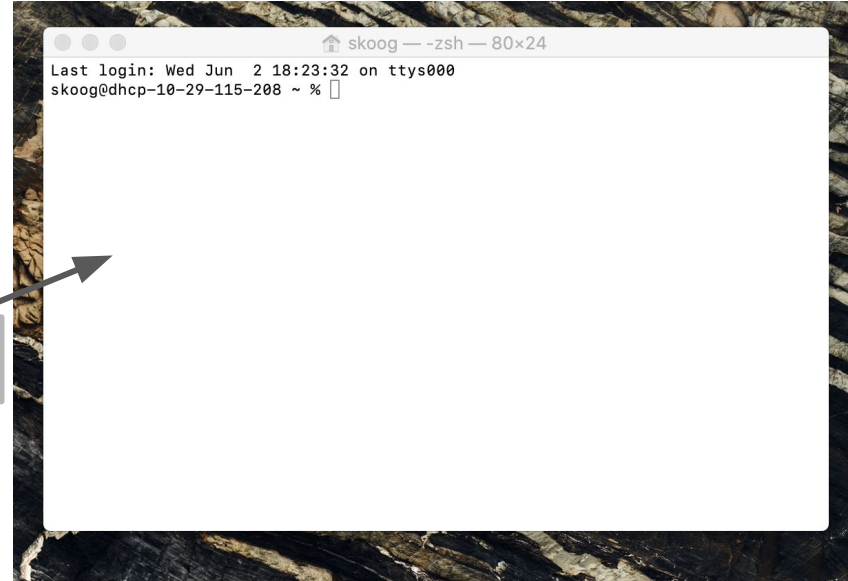 skoog — -zsh — 80×24
Last login: Wed Jun  2 18:23:32 on ttys000
skoog@dhcp-10-29-115-208 ~ %